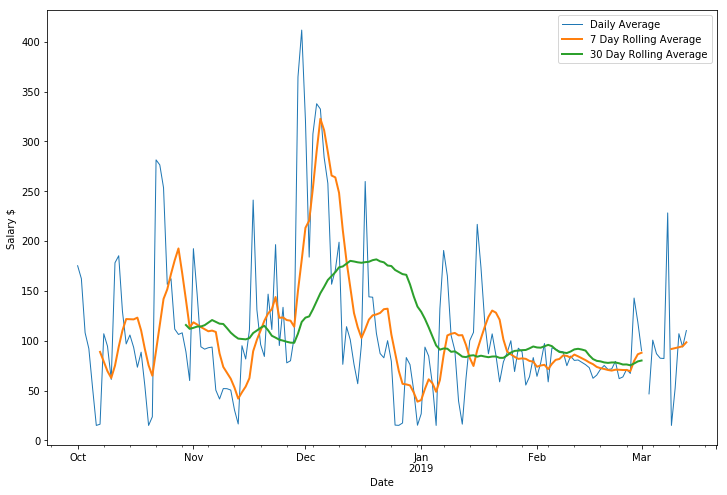 Daily Average
7 Day Rolling Average
30 Day Rolling Average
400
350
300
250
200
150
100
50
0
Salary $
Oct
Nov
Dec
Jan
2019
Feb
Mar
Date